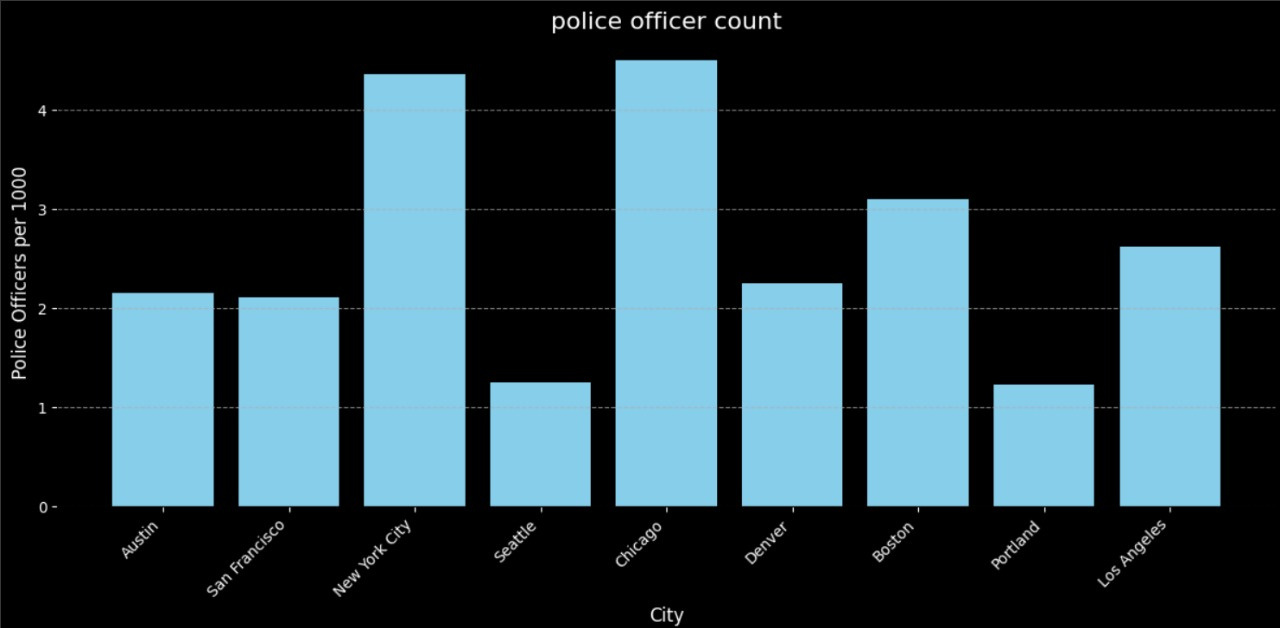 police officer count
Police Officers per 1000
4
3
2
1
0
Austin
San Francisco
New York City
Seattle
Chicago
Denver
Boston
Portland
Los Angeles
City